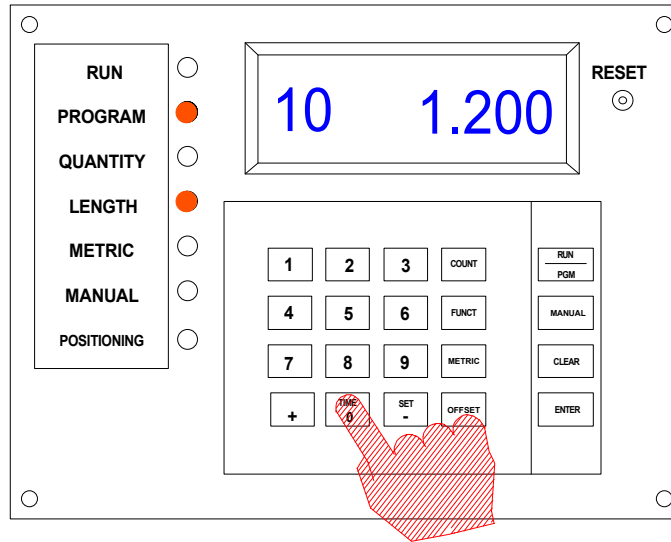 RUN
PROGRAM
QUANTITY
LENGTH
METRIC
MANUAL
POSITIONING
10 1.200
RESET
1 2 3 COUNT
4 5 6 FUNCT
7 8 9 METRIC
+ TIME 0 SET - OFFSET
RUN
PGM
MANUAL
CLEAR
ENTER